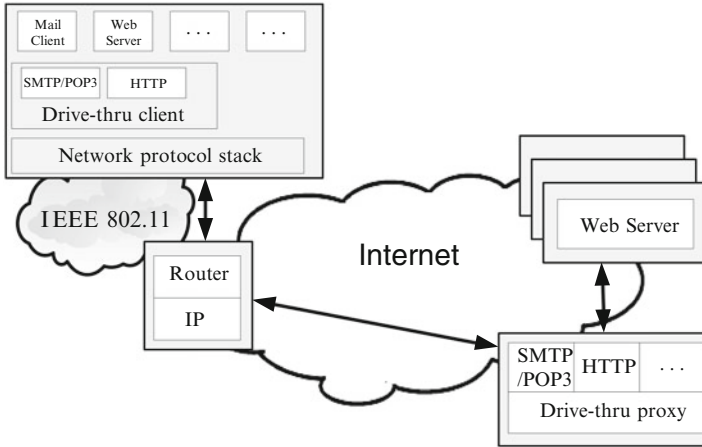 Mail Client
Web Server
. . .
. . .
SMTP/POP3
HTTP
Drive-thru client
Network protocol stack
IEEE 802.11
Router
IP
Internet
Web Server
SMTP /POP3
HTTP
. . .
Drive-thru proxy